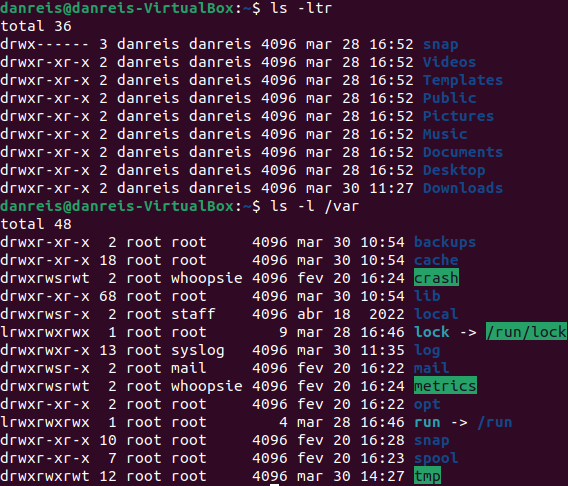 danreis@danreis-VirtualBox:~$ ls -ltr
total 36
drwx------ 3 danreis danreis 4096 mar 28 16:52 snap
drwxr-xr-x 2 danreis danreis 4096 mar 28 16:52 Videos
drwxr-xr-x 2 danreis danreis 4096 mar 28 16:52 Templates
drwxr-xr-x 2 danreis danreis 4096 mar 28 16:52 Public
drwxr-xr-x 2 danreis danreis 4096 mar 28 16:52 Pictures
drwxr-xr-x 2 danreis danreis 4096 mar 28 16:52 Music
drwxr-xr-x 2 danreis danreis 4096 mar 28 16:52 Documents
drwxr-xr-x 2 danreis danreis 4096 mar 28 16:52 Desktop
drwxr-xr-x 2 danreis danreis 4096 mar 30 11:27 Downloads
danreis@danreis-VirtualBox:~$ ls -l /var
total 48
drwxr-xr-x  2 root root     4096 mar 30 10:54 backups
drwxr-xr-x 18 root root     4096 mar 30 10:54 cache
drwxrwsrwt  2 root whoopsie 4096 fev 20 16:24 crash
drwxr-xr-x 68 root root     4096 mar 30 10:54 lib
drwxrwsr-x  2 root staff    4096 abr 18  2022 local
lrwxrwxrwx  1 root root        9 mar 28 16:46 lock -> /run/lock
drwxrwxr-x 13 root syslog   4096 mar 30 11:35 log
drwxrwsr-x  2 root mail     4096 fev 20 16:22 mail
drwxrwsrwt  2 root whoopsie 4096 fev 20 16:24 metrics
drwxr-xr-x  2 root root     4096 fev 20 16:22 opt
lrwxrwxrwx  1 root root        4 mar 28 16:46 run -> /run
drwxr-xr-x 10 root root     4096 fev 20 16:28 snap
drwxr-xr-x  7 root root     4096 fev 20 16:23 spool
drwxrwxrwt 12 root root     4096 mar 30 14:27 tmp